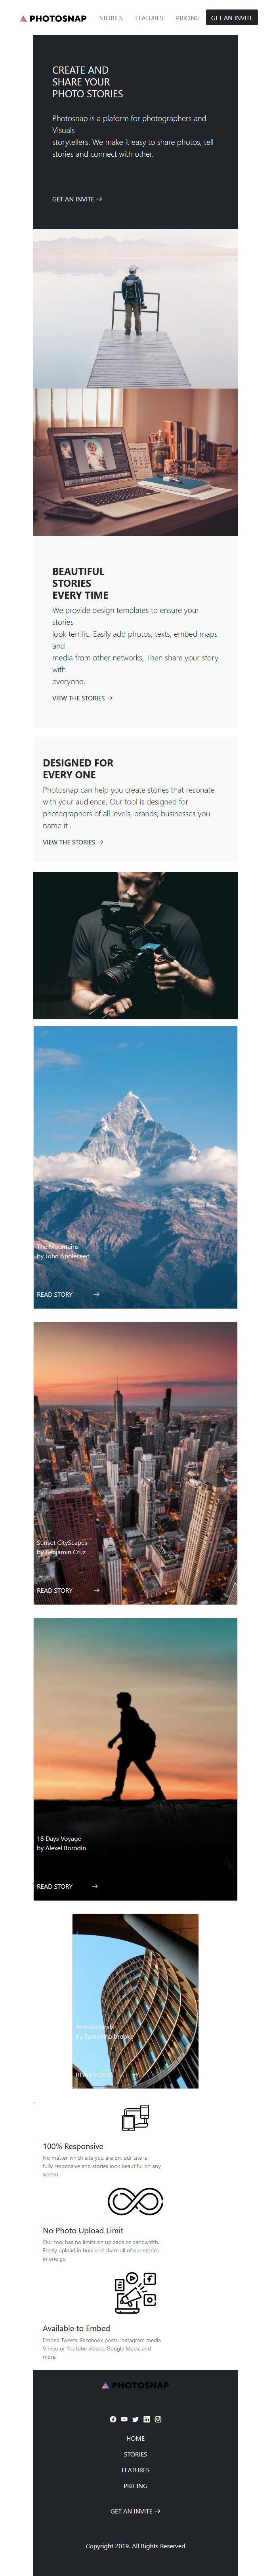 PHOTOSNAP STORIES FEATURES PRICING GET AN INVITE
CREATE AND
SHARE YOUR
PHOTO STORIES
Photosnap is a plaform for photographers and
Visuals
storytellers. We make it easy to share photos, tell
stories and connect with other.
GET AN INVITE →
BEAUTIFUL
STORIES
EVERY TIME
We provide design templates to ensure your
stories
look terrific. Easily add photos, texts, embed maps
and
media from other networks, Then share your story
with
everyone.
VIEW THE STORIES →
DESIGNED FOR
EVERY ONE
Photosnap can help you create stories that resonate
with your audience, Our tool is designed for
photographers of all levels, brands, businesses you
name it .
VIEW THE STORIES →
The Mountains
by John Appleseed
READ STORY →
Sunset CityScapes
by Benjamin Cruz
READ STORY →
18 Days Voyage
by Alexel Borodin
READ STORY →
Architecturals
by Samantha Brooke
READ STORY →
100% Responsive
No matter which site you are on, our site is
fully responsive and stories look beautiful on any
screen
No Photo Upload Limit
Our tool has no limits on uploads or bandwidth.
Freely upload in bulk and share all of our stories
in one go
Available to Embed
Embed Tweets, Facebook posts, instagram media
Vimeo or Youtube videos, Google Maps, and
more
PHOTOSNAP
HOME
STORIES
FEATURES
PRICING
GET AN INVITE →
Copyright 2019. All Rights Reserved